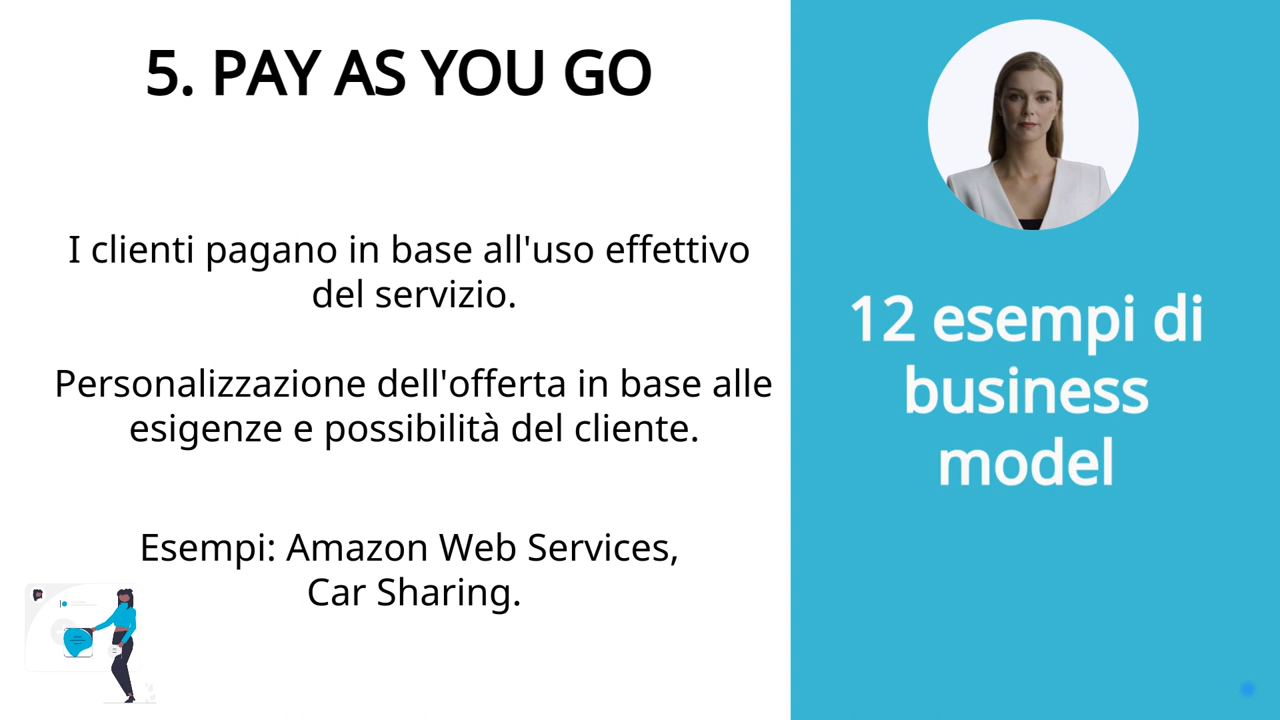 5. PAY AS YOU GO
I clienti pagano in base all'uso effettivo
del servizio.
Personalizzazione dell'offerta in base alle
esigenze e possibilità del cliente.
Esempi: Amazon Web Services,
Car Sharing.
12 esempi di
business
model